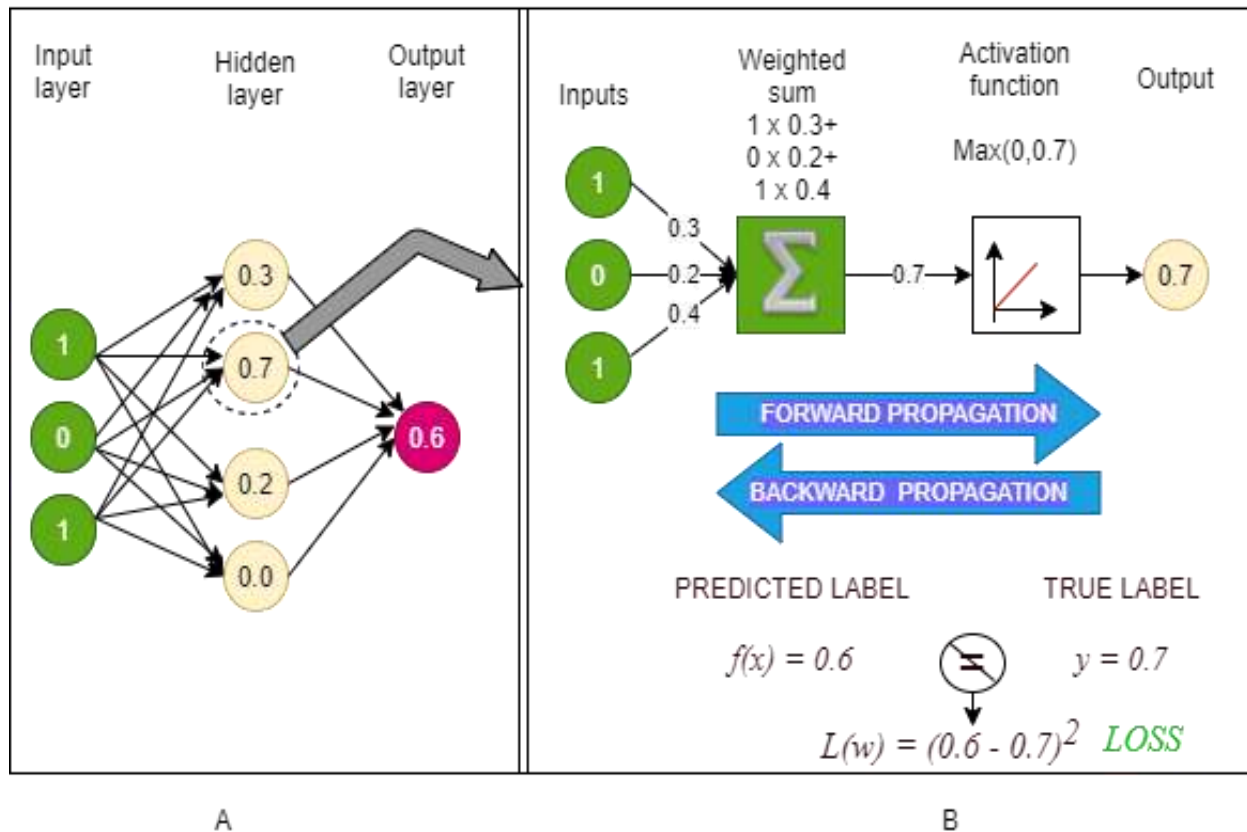 Input
layer
Hidden
layer
Output
layer
1
0
1
0.3
0.7
0.2
0.0
0.6
Inputs
Weighted
sum
1 x 0.3+
0 x 0.2+
1 x 0.4
Activation
function
Max(0,0.7)
Output
1
0
1
0.3
0.2
0.4
Σ
0.7
0.7
FORWARD PROPAGATION
BACKWARD PROPAGATION
PREDICTED LABEL
TRUE LABEL
f(x) = 0.6
=
y = 0.7
L(w) = (0.6 - 0.7)² LOSS
A
B